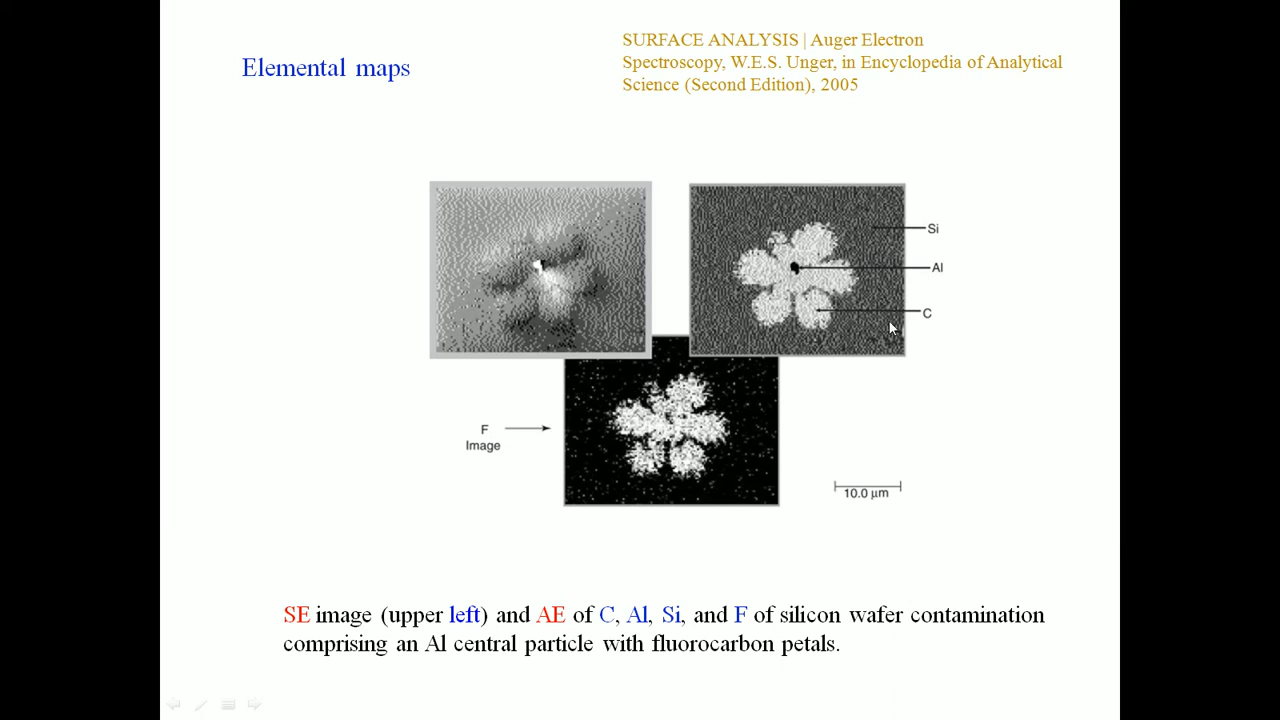 Elemental maps
SURFACE ANALYSIS | Auger Electron
Spectroscopy, W.E.S. Unger, in Encyclopedia of Analytical
Science (Second Edition), 2005
Si
Al
C
F
Image
10.0 μm
SE image (upper left) and AE of C, Al, Si, and F of silicon wafer contamination
comprising an Al central particle with fluorocarbon petals.